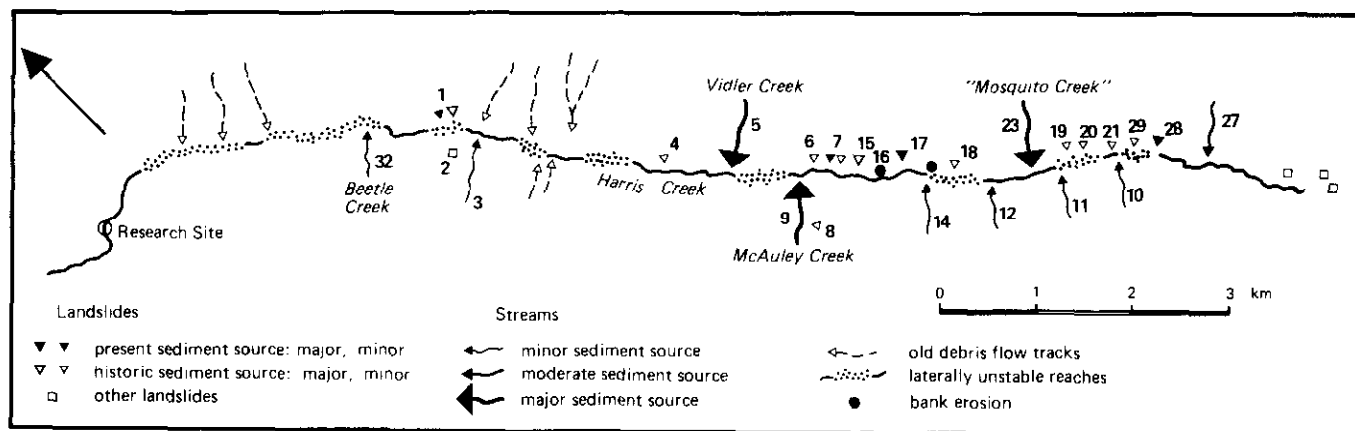 Vidler Creek
"Mosquito Creek"
1
5
23
19 20 21 29 28
27
6 7 15
16
17
18
4
2
32
3
Beetle Creek
Harris Creek
9
8
14
12
11
10
McAuley Creek
Research Site
0 1 2 3 km
Landslides
present sediment source: major, minor
historic sediment source: major, minor
other landslides
Streams
minor sediment source
moderate sediment source
major sediment source
old debris flow tracks
laterally unstable reaches
bank erosion